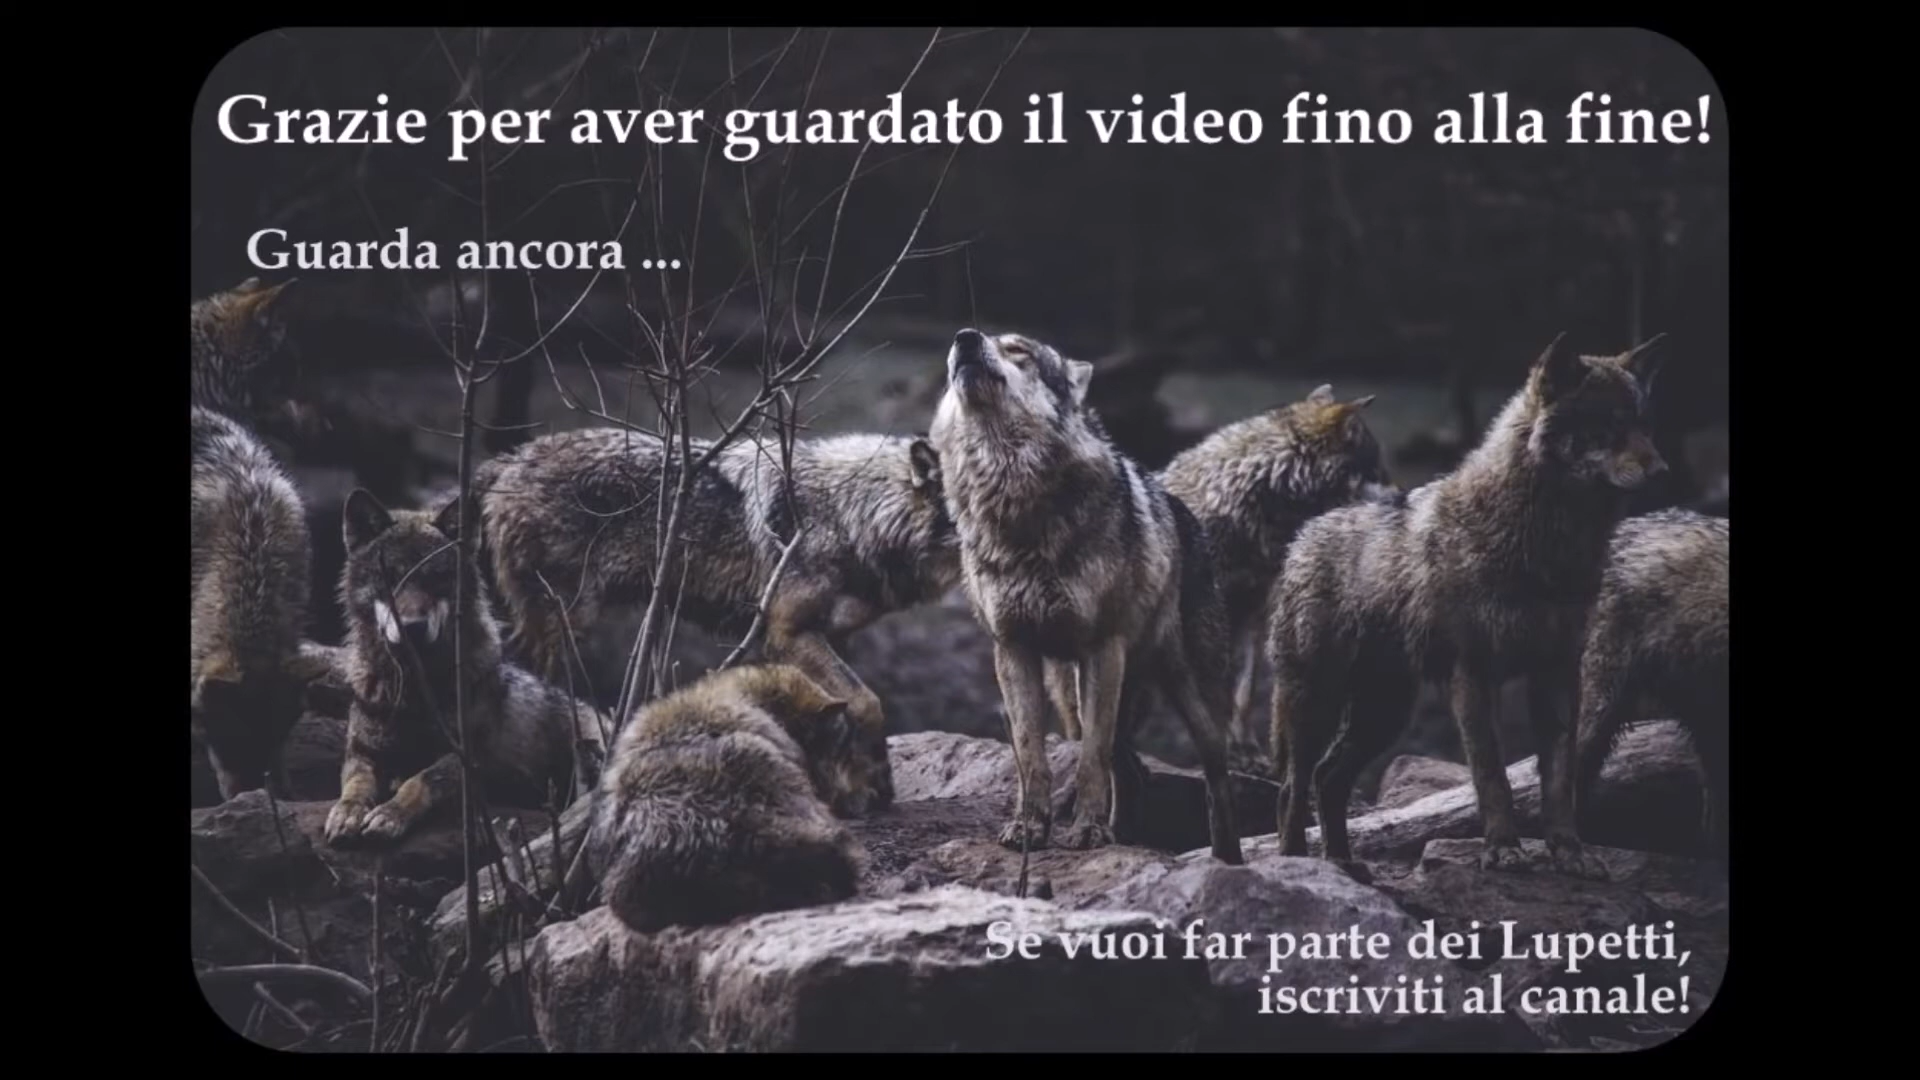 Grazie per aver guardato il video fino alla fine!
Guarda ancora ...
Se vuoi far parte dei Lupetti,
iscriviti al canale!